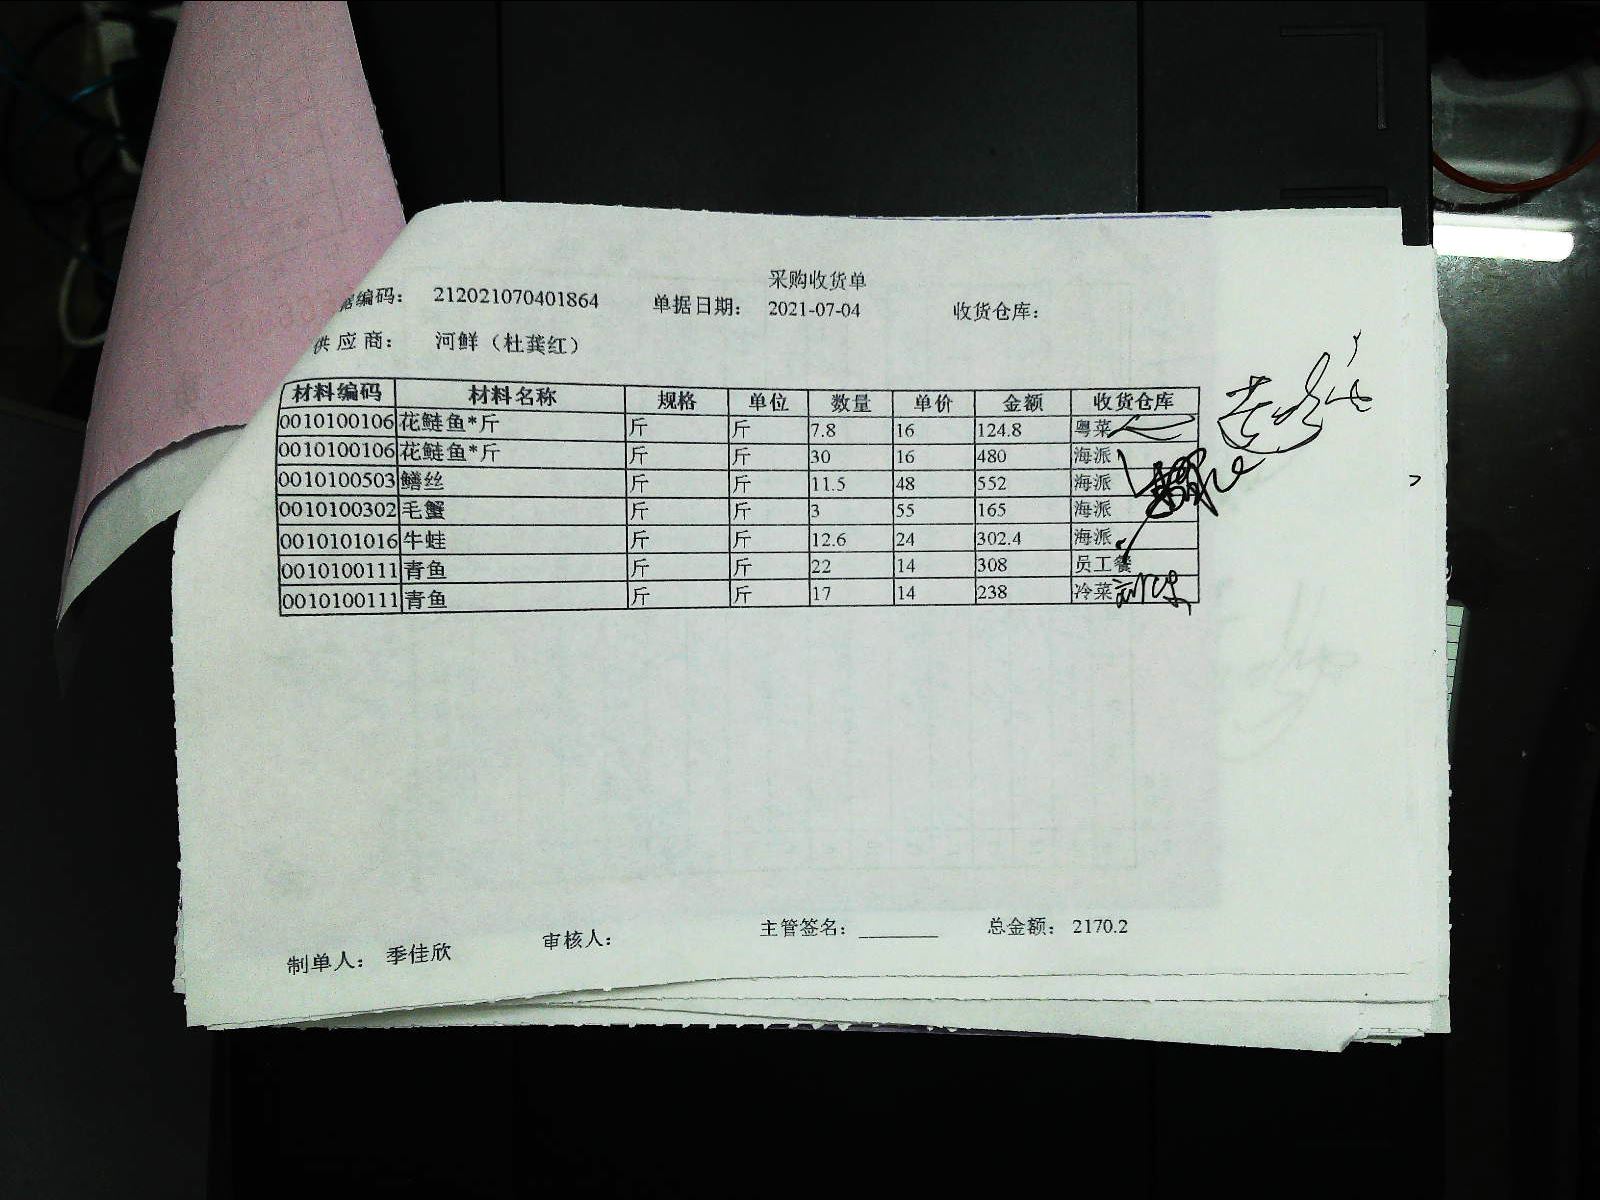 采购收货单
据编码： 212021070401864 单据日期： 2021-07-04 收货仓库：
供应商： 河鲜（杜龚红）
材料编码 材料名称 规格 单位 数量 单价 金额 收货仓库
0010100106 花鲢鱼*斤 斤 斤 7.8 16 124.8 粤菜
0010100106 花鲢鱼*斤 斤 斤 30 16 480 海派
0010100503 鳝丝 斤 斤 11.5 48 552 海派
0010100302 毛蟹 斤 斤 3 55 165 海派
0010101016 牛蛙 斤 斤 12.6 24 302.4 海派
0010100111 青鱼 斤 斤 22 14 308 员工餐
0010100111 青鱼 斤 斤 17 14 238 冷菜
制单人： 季佳欣 审核人： 主管签名：________ 总金额： 2170.2